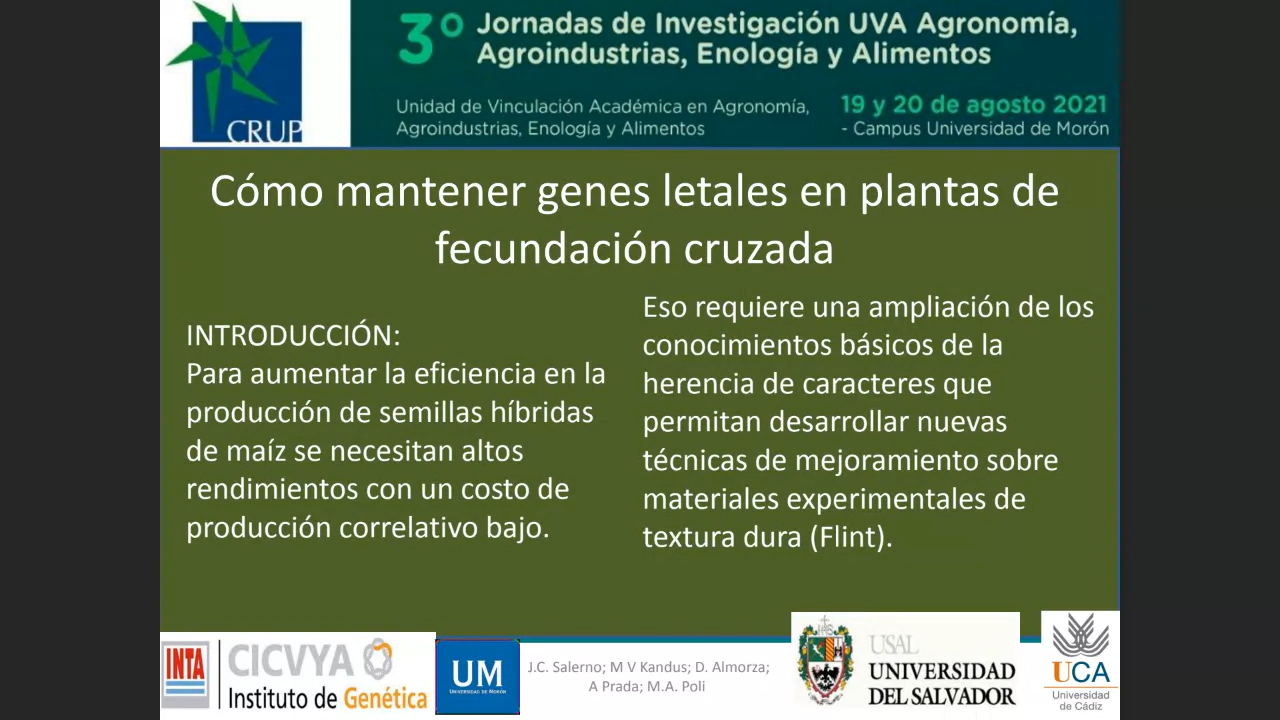 CRUP
3º Jornadas de Investigación UVA Agronomía,
Agroindustrias, Enología y Alimentos
Unidad de Vinculación Académica en Agronomía,
Agroindustrias, Enología y Alimentos
19 y 20 de agosto 2021
- Campus Universidad de Morón
Cómo mantener genes letales en plantas de
fecundación cruzada
INTRODUCCIÓN:
Para aumentar la eficiencia en la
producción de semillas híbridas
de maíz se necesitan altos
rendimientos con un costo de
producción correlativo bajo.
Eso requiere una ampliación de los
conocimientos básicos de la
herencia de caracteres que
permitan desarrollar nuevas
técnicas de mejoramiento sobre
materiales experimentales de
textura dura (Flint).
INTA
CICVYA
Instituto de Genética
UM
UNIVERSIDAD DE MORÓN
J.C. Salerno; M V Kandus; D. Almorza;
A Prada; M.A. Poli
USAL
UNIVERSIDAD
DEL SALVADOR
UCA
Universidad
de Cádiz